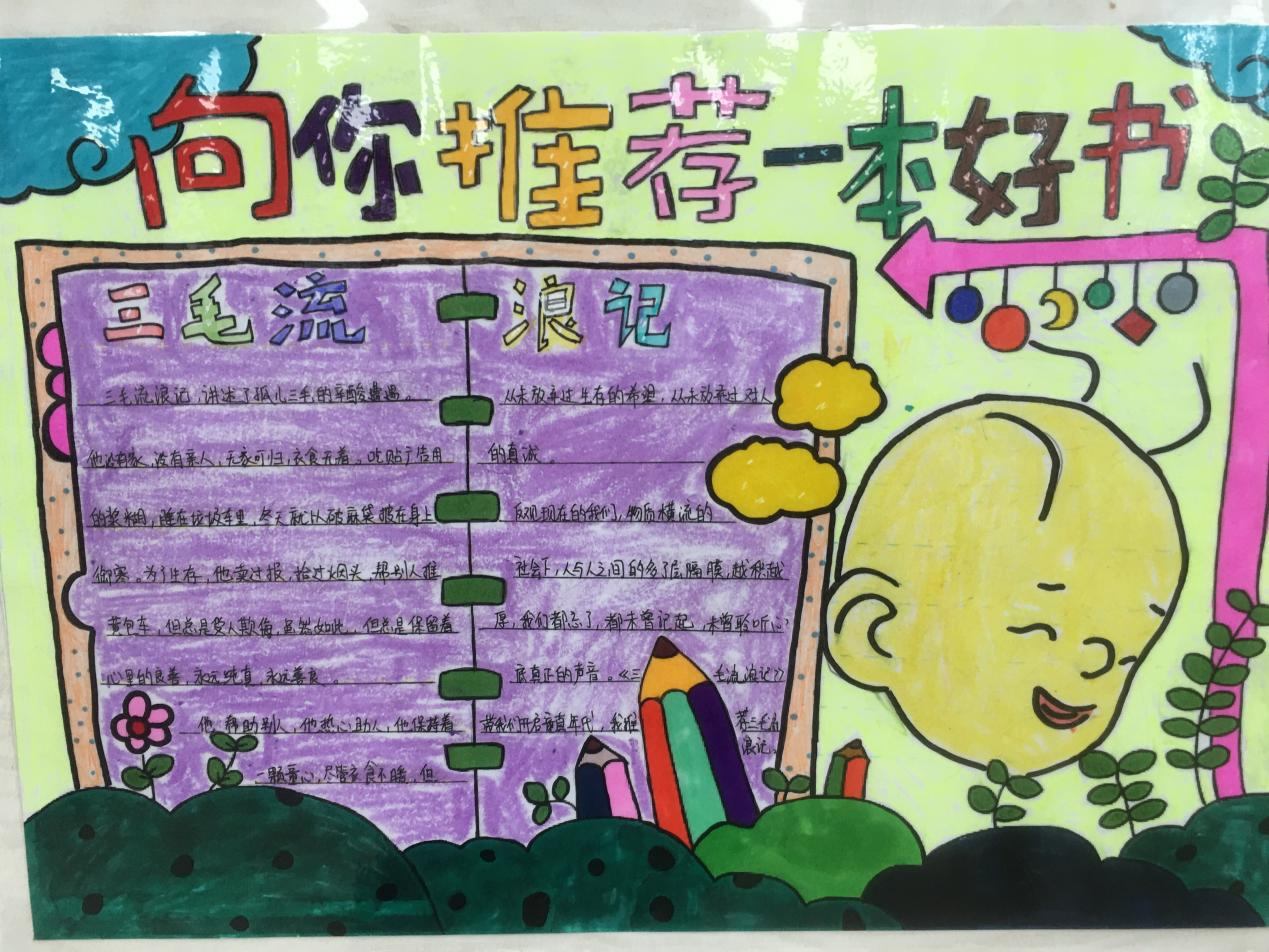 向你推荐一本好书
三毛流浪记
三毛流浪记,讲述了孤儿三毛的辛酸遭遇。
他没有家,没有亲人,无家可归,衣食无着。吃贴广告用
的浆糊,睡在垃圾车里,冬天就以破麻袋披在身上
御寒。为了生存,他卖过报,拾过烟头,帮别人推
黄包车,但总是受人欺侮,虽然如此,但总是保留着
心里的良善,永远纯真,永远善良。
他帮助别人,他热心助人,他保持着
一颗童心,尽管衣食不暖,但
从未放弃过生存的希望,从未放弃过对人
的真诚。
反观现在的我们,物质横流的
社会下,人与人之间的多了层隔膜,越积越
厚,我们都忘了,都未曾记起,未曾聆听心
底真正的声音。《三毛流浪记》
带我们开启童真年代,我推荐三毛流
浪记。